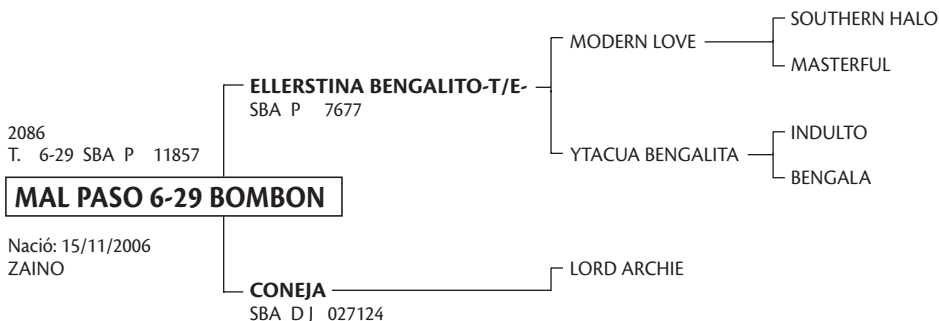 SOUTHERN HALO
MODERN LOVE
MASTERFUL
ELLERSTINA BENGALITO-T/E-
SBA P 7677
2086
INDULTO
T. 6-29 SBA P 11857
YTACUA BENGALITA
BENGALA
MAL PASO 6-29 BOMBON
Nació: 15/11/2006
ZAINO
LORD ARCHIE
CONEJA
SBA D J 027124